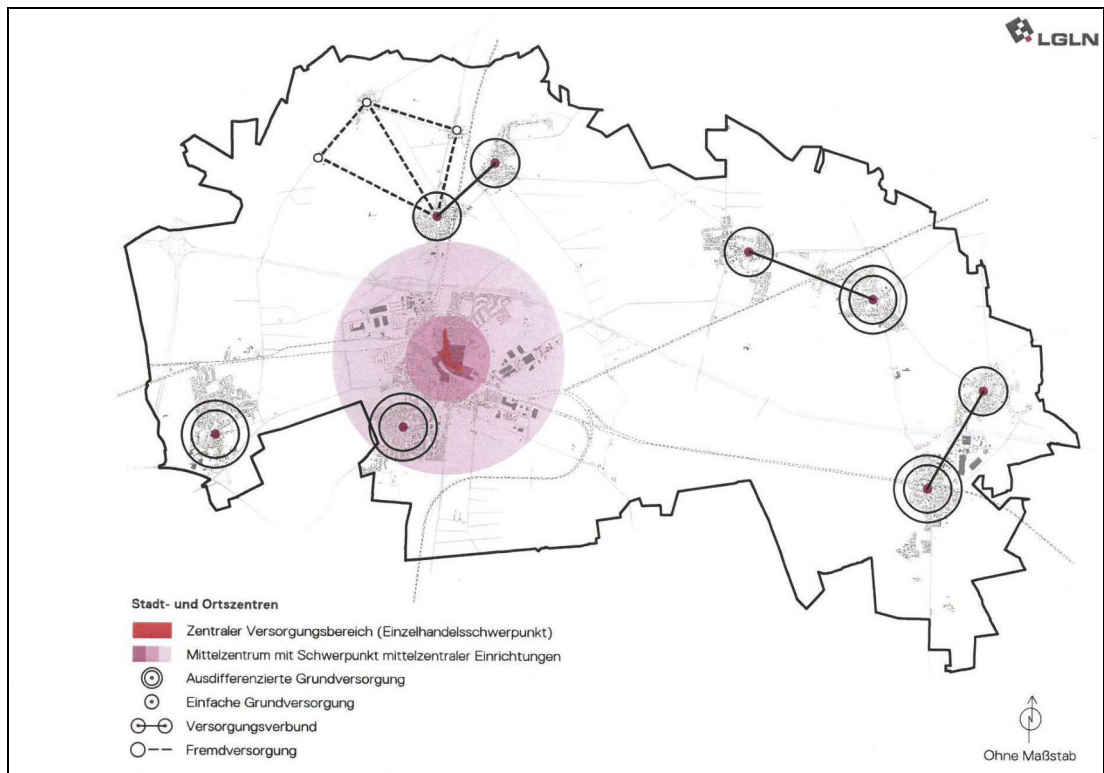 LGLN
Stadt- und Ortszentren
Zentraler Versorgungsbereich (Einzelhandelsschwerpunkt)
Mittelzentrum mit Schwerpunkt mittelzentraler Einrichtungen
Ausdifferenzierte Grundversorgung
Einfache Grundversorgung
Versorgungsverbund
Fremdversorgung
Ohne Maßstab